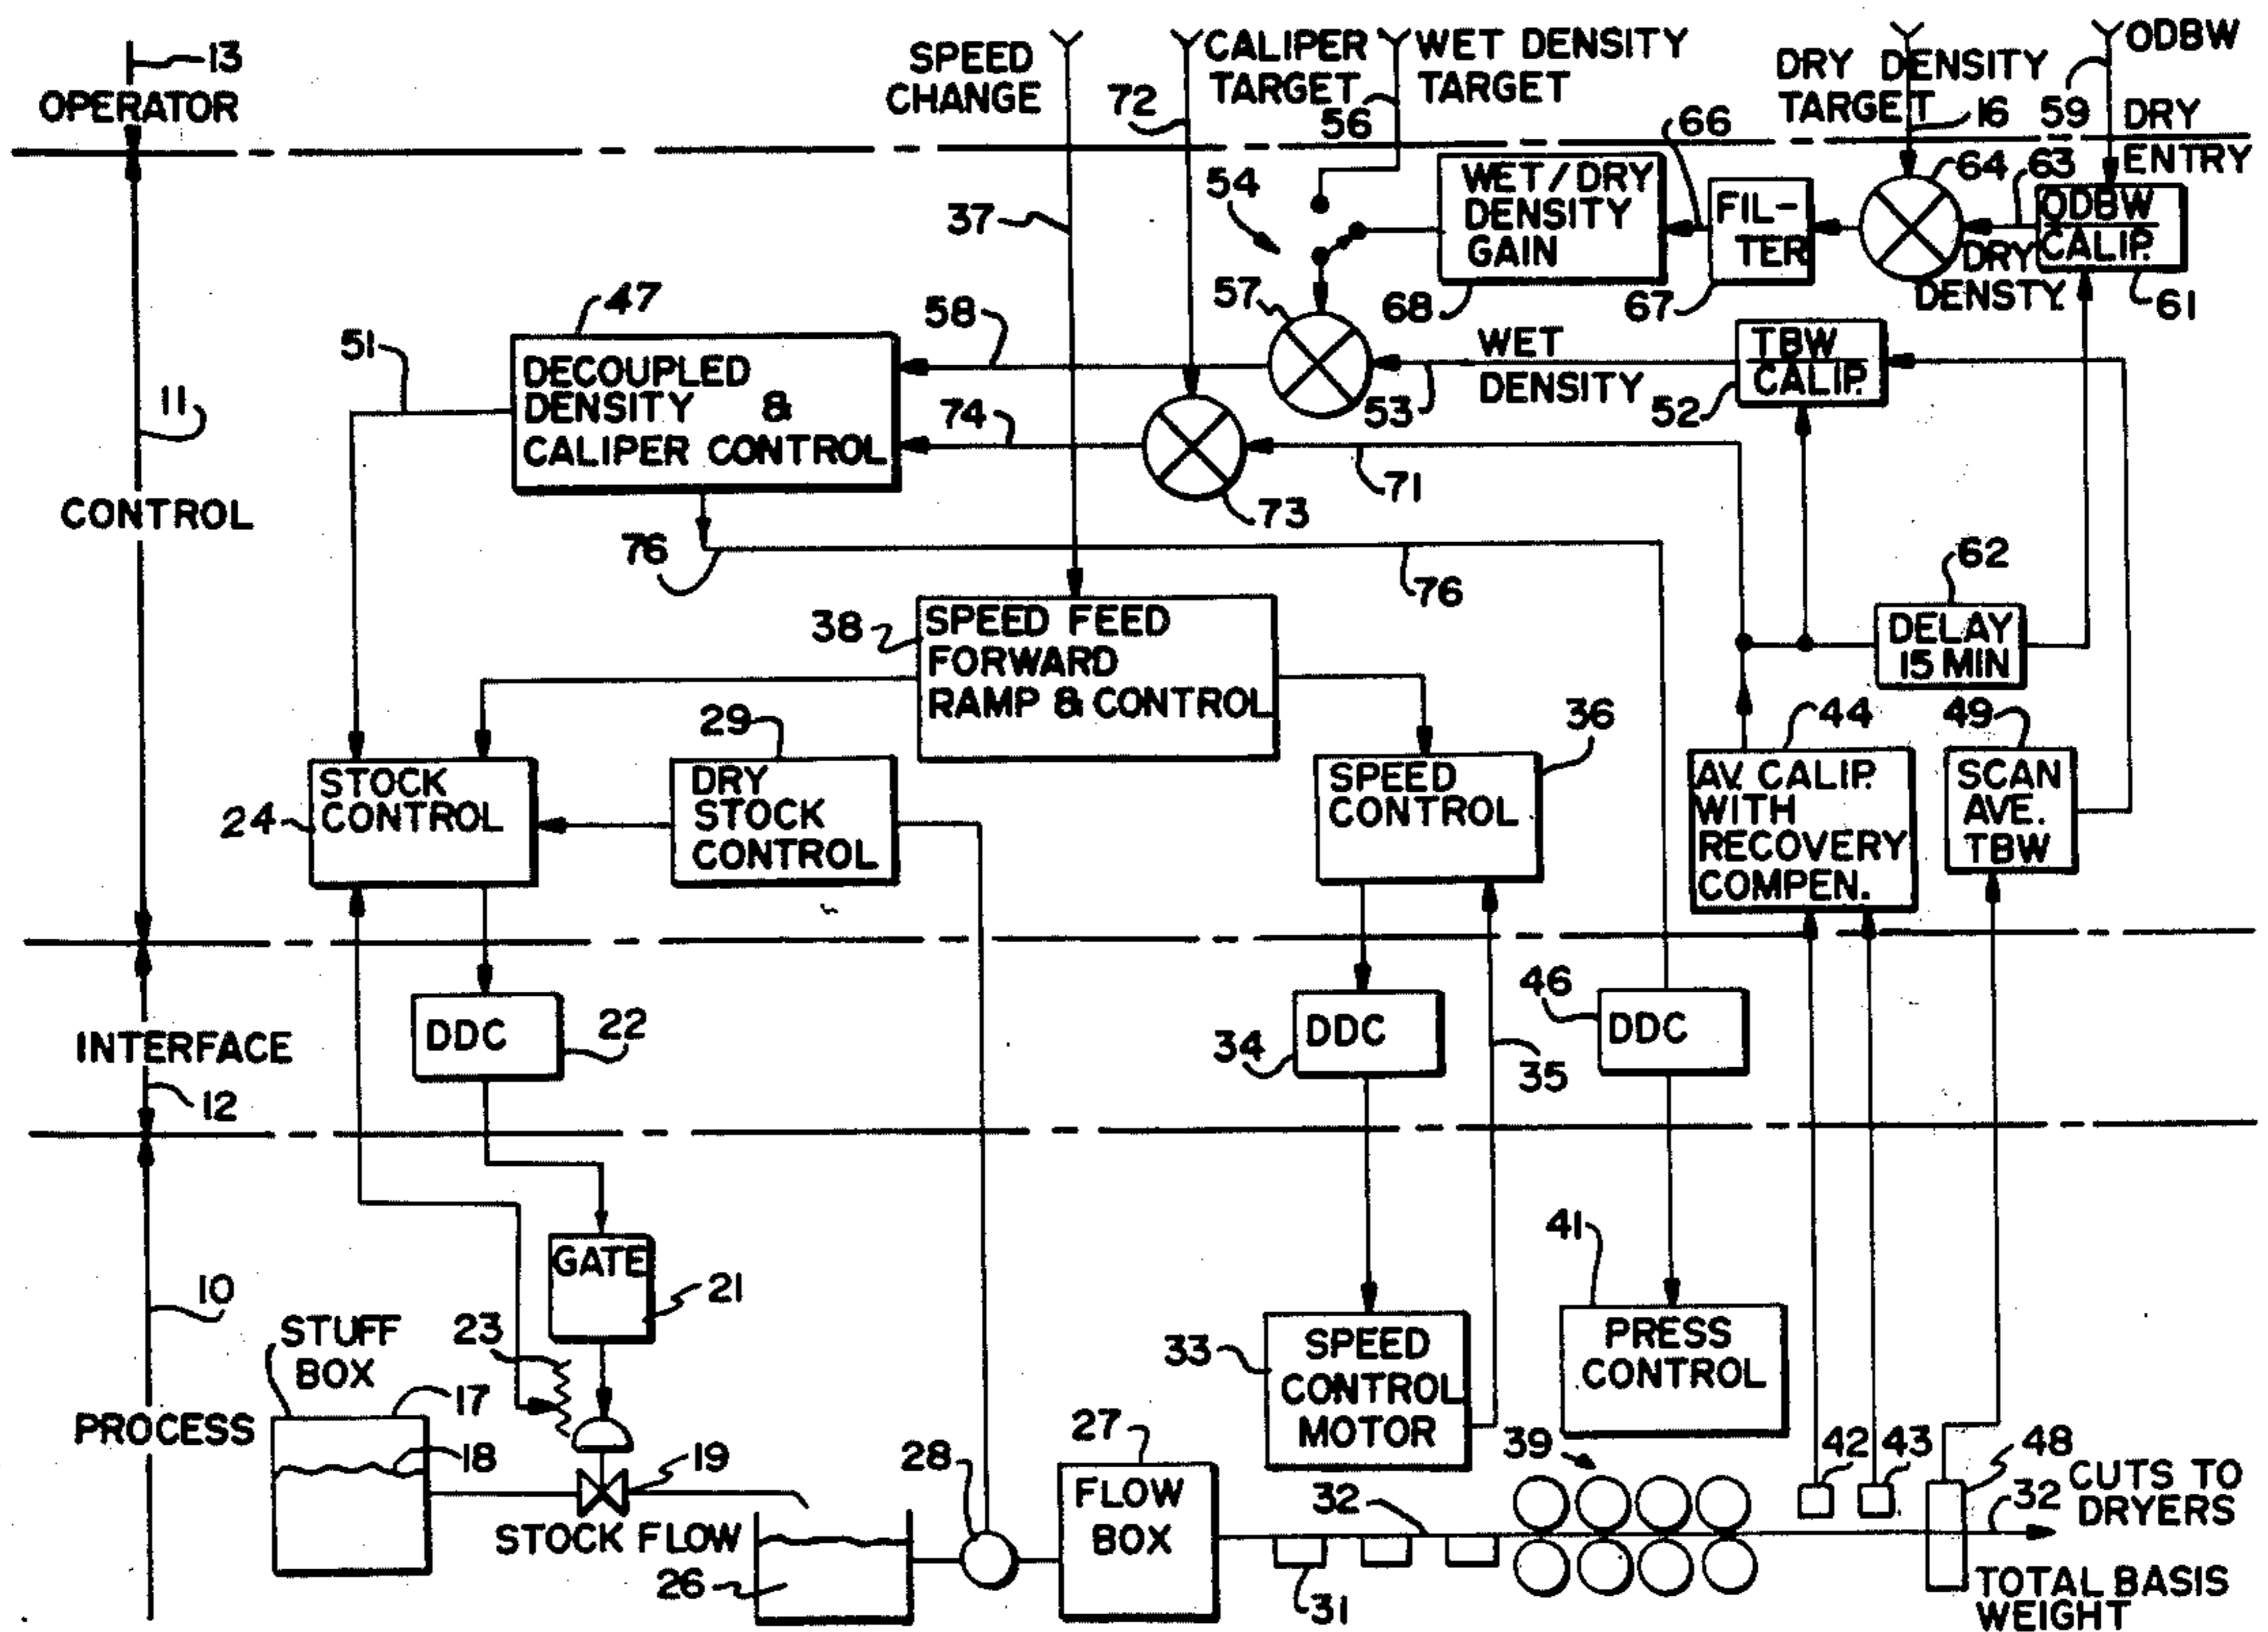 13
OPERATOR
SPEED
CHANGE
CALIPER
TARGET
72
WET DENSITY
TARGET
56
DRY DENSITY
TARGET
16
ODBW
59
DRY
ENTRY
66
54
WET/DRY
DENSITY
GAIN
68
FIL-
TER
67
64
63
DRY
DENSTY.
ODBW
CALIP.
61
37
57
58
47
DECOUPLED
DENSITY &
CALIPER CONTROL
51
11
CONTROL
WET
DENSITY
53
TBW
CALIP.
52
74
73
71
76
76
62
DELAY
15 MIN
38
SPEED FEED
FORWARD
RAMP & CONTROL
29
DRY
STOCK
CONTROL
STOCK
CONTROL
24
SPEED
CONTROL
36
44
AV. CALIP.
WITH
RECOVERY
COMPEN.
49
SCAN
AVE.
TBW
INTERFACE
12
DDC
22
DDC
34
35
46
DDC
10
PROCESS
GATE
21
23
STUFF
BOX
17
18
19
STOCK FLOW
26
28
27
FLOW
BOX
33
SPEED
CONTROL
MOTOR
41
PRESS
CONTROL
31
32
39
42
43
48
32
CUTS TO
DRYERS
TOTAL BASIS
WEIGHT